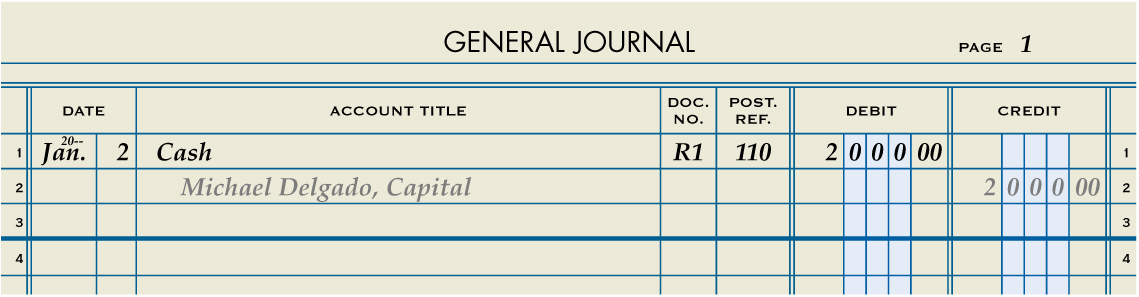 GENERAL JOURNAL PAGE 1
DATE ACCOUNT TITLE DOC. NO. POST. REF. DEBIT CREDIT
1 20-- Jan. 2 Cash R1 110 2 0 0 0 00 1
2 Michael Delgado, Capital 2 0 0 0 00 2
3 3
4 4